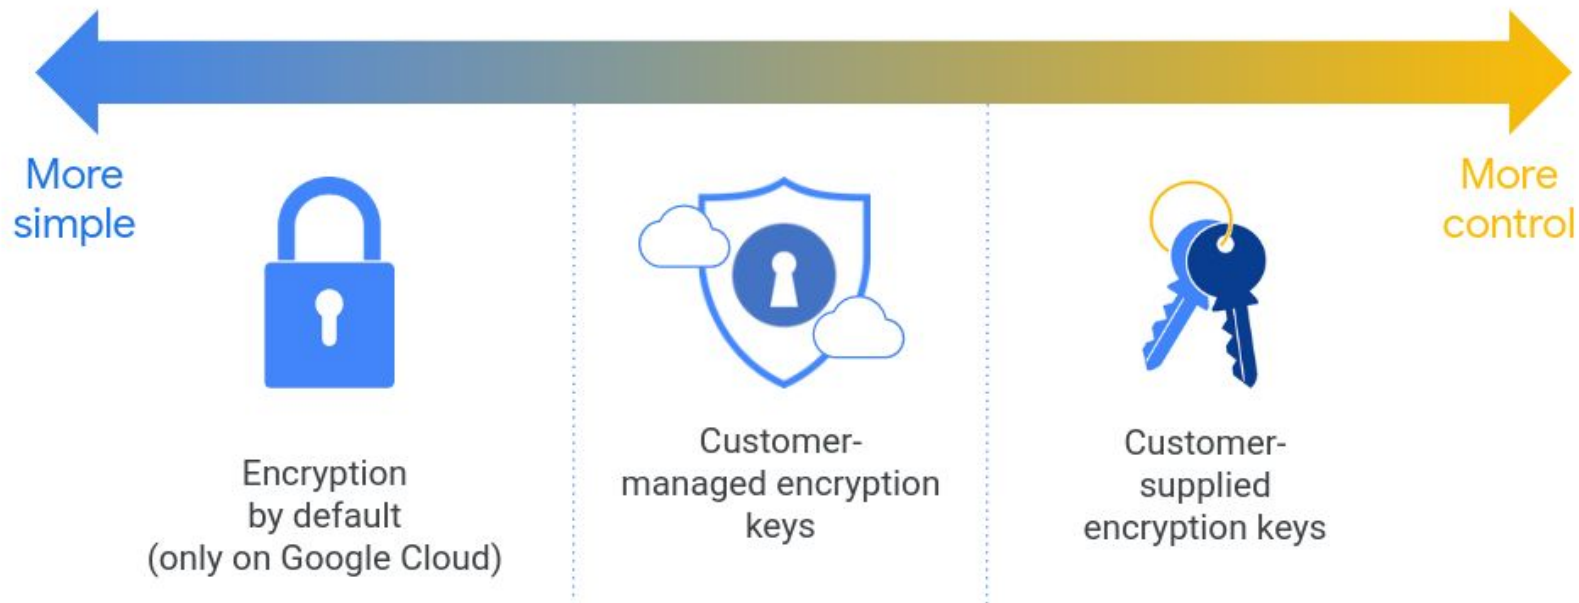 More
simple
More
control
Encryption
by default
(only on Google Cloud)
Customer-
managed encryption
keys
Customer-
supplied
encryption keys